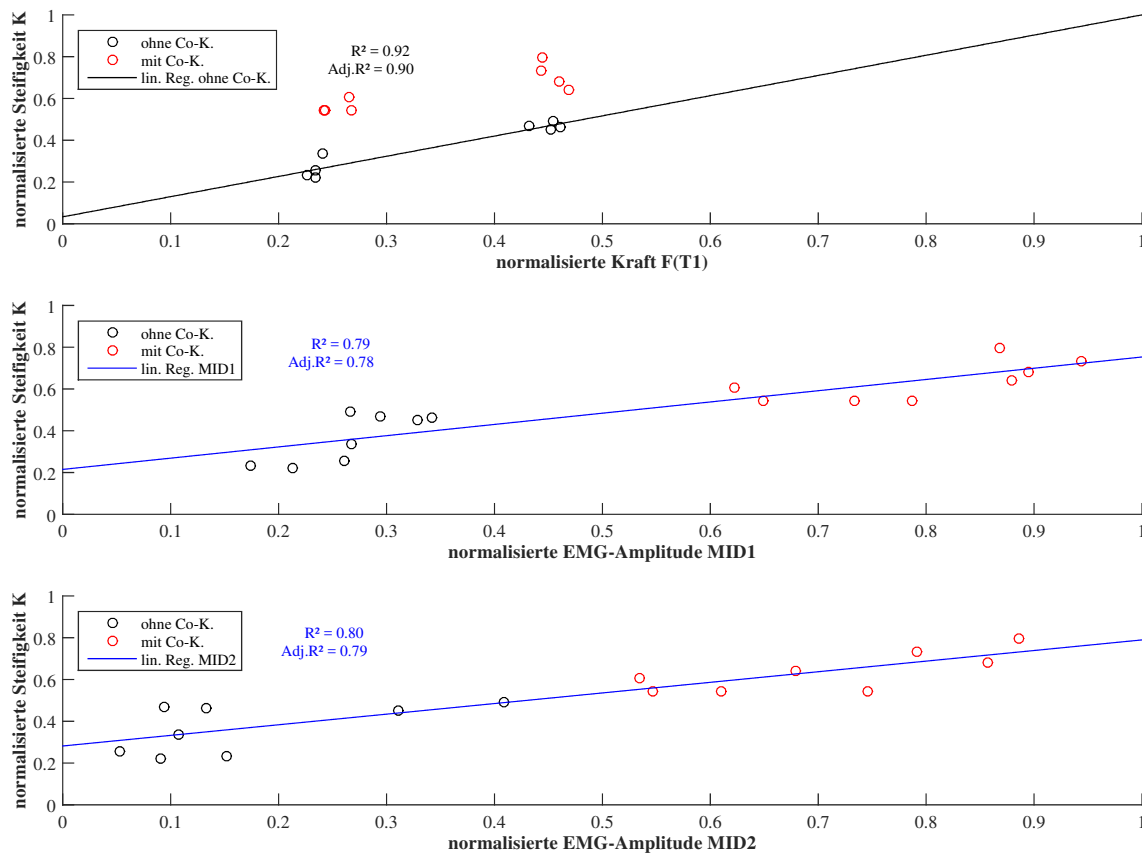 normalisierte Steifigkeit K
1
0.8
0.6
0.4
0.2
0
ohne Co-K.
mit Co-K.
lin. Reg. ohne Co-K.
R² = 0.92
Adj.R² = 0.90
0 0.1 0.2 0.3 0.4 0.5 0.6 0.7 0.8 0.9 1
normalisierte Kraft F(T1)
normalisierte Steifigkeit K
1
0.8
0.6
0.4
0.2
0
ohne Co-K.
mit Co-K.
lin. Reg. MID1
R² = 0.79
Adj.R² = 0.78
0 0.1 0.2 0.3 0.4 0.5 0.6 0.7 0.8 0.9 1
normalisierte EMG-Amplitude MID1
normalisierte Steifigkeit K
1
0.8
0.6
0.4
0.2
0
ohne Co-K.
mit Co-K.
lin. Reg. MID2
R² = 0.80
Adj.R² = 0.79
0 0.1 0.2 0.3 0.4 0.5 0.6 0.7 0.8 0.9 1
normalisierte EMG-Amplitude MID2